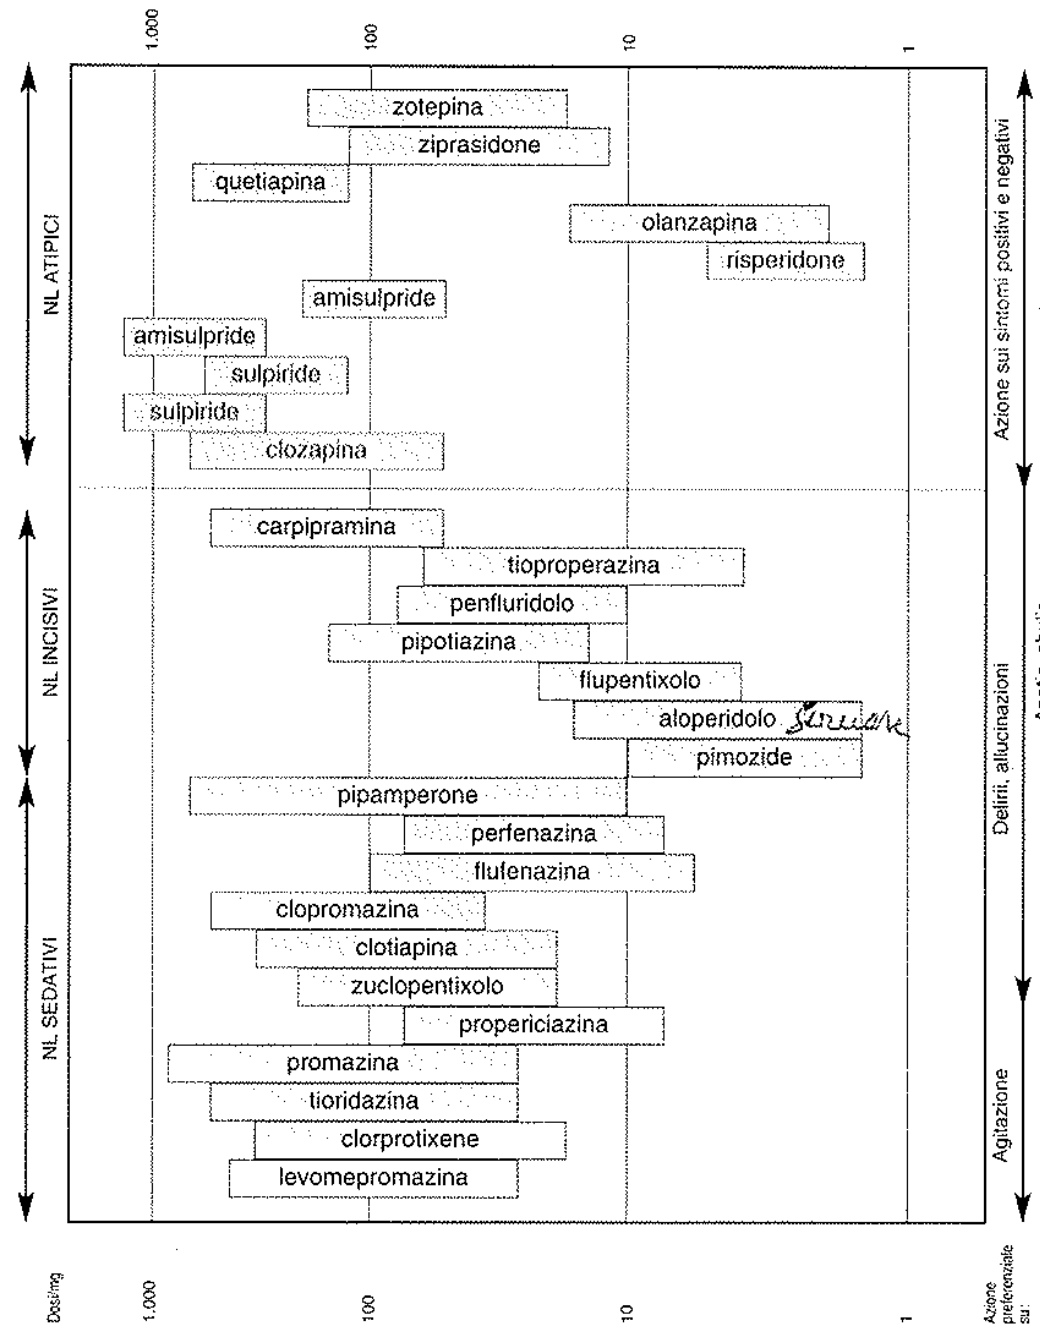 1.000
100
10
1
NL ATIPICI
NL INCISIVI
NL SEDATIVI
zotepina
ziprasidone
quetiapina
olanzapina
risperidone
amisulpride
amisulpride
sulpiride
sulpiride
clozapina
carpipramina
tioproperazina
penfluridolo
pipotiazina
flupentixolo
aloperidolo
pimozide
pipamperone
perfenazina
flufenazina
clopromazina
clotiapina
zuclopentixolo
propericiazina
promazina
tioridazina
clorprotixene
levomepromazina
Azione sui sintomi positivi e negativi
Delirii, allucinazioni
Agitazione
Dosi/mg
1.000
100
10
1
Azione
preferenziale
su: